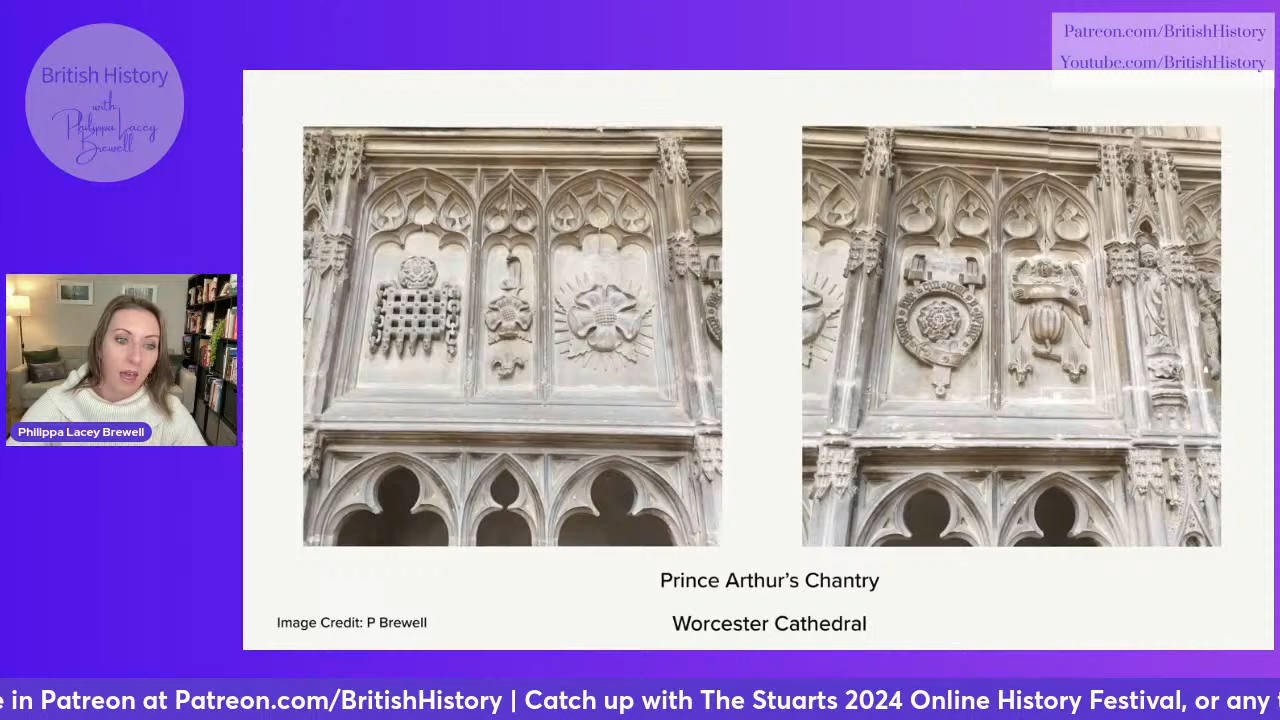 British History
with
Philippa Lacey
Brewell
Patreon.com/BritishHistory
Youtube.com/BritishHistory
Philippa Lacey Brewell
Prince Arthur's Chantry
Image Credit: P Brewell
Worcester Cathedral
e in Patreon at Patreon.com/BritishHistory | Catch up with The Stuarts 2024 Online History Festival, or any